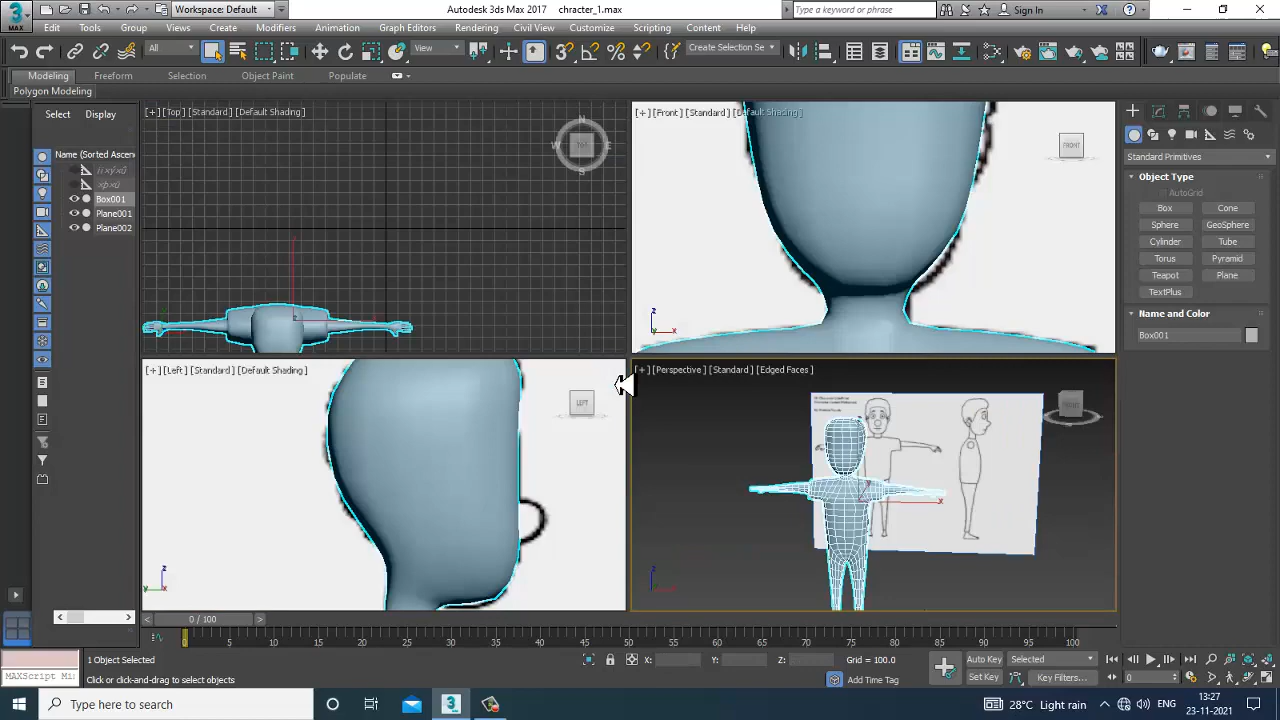 Workspace: Default
Autodesk 3ds Max 2017 chracter_1.max
Type a keyword or phrase
Sign In
3
MAX
Edit Tools Group Views Create Modifiers Animation Graph Editors Rendering Civil View Customize Scripting Content Help
All
View
Create Selection Se
Modeling Freeform Selection Object Paint Populate
Polygon Modeling
Select Display
[+] [Top] [Standard] [Default Shading]
[+] [Front] [Standard] [Default Shading]
Name (Sorted Ascen
Box001
Plane001
Plane002
N
W TOP E
S
FRONT
Standard Primitives
Object Type
AutoGrid
Box Cone
Sphere GeoSphere
Cylinder Tube
Torus Pyramid
Teapot Plane
TextPlus
Name and Color
Box001
z
x
[+] [Left] [Standard] [Default Shading]
[+] [Perspective] [Standard] [Edged Faces]
LEFT
z
y x
x
z
0 / 100
0 5 10 15 20 25 30 35 40 45 50 55 60 65 70 75 80 85 90 95 100
1 Object Selected
X: Y: Z: Grid = 100.0
Auto Key Selected
MAXScript Mi:
Click or click-and-drag to select objects
Add Time Tag
Set Key Key Filters...
0
Type here to search
28°C Light rain
ENG
13:27
23-11-2021